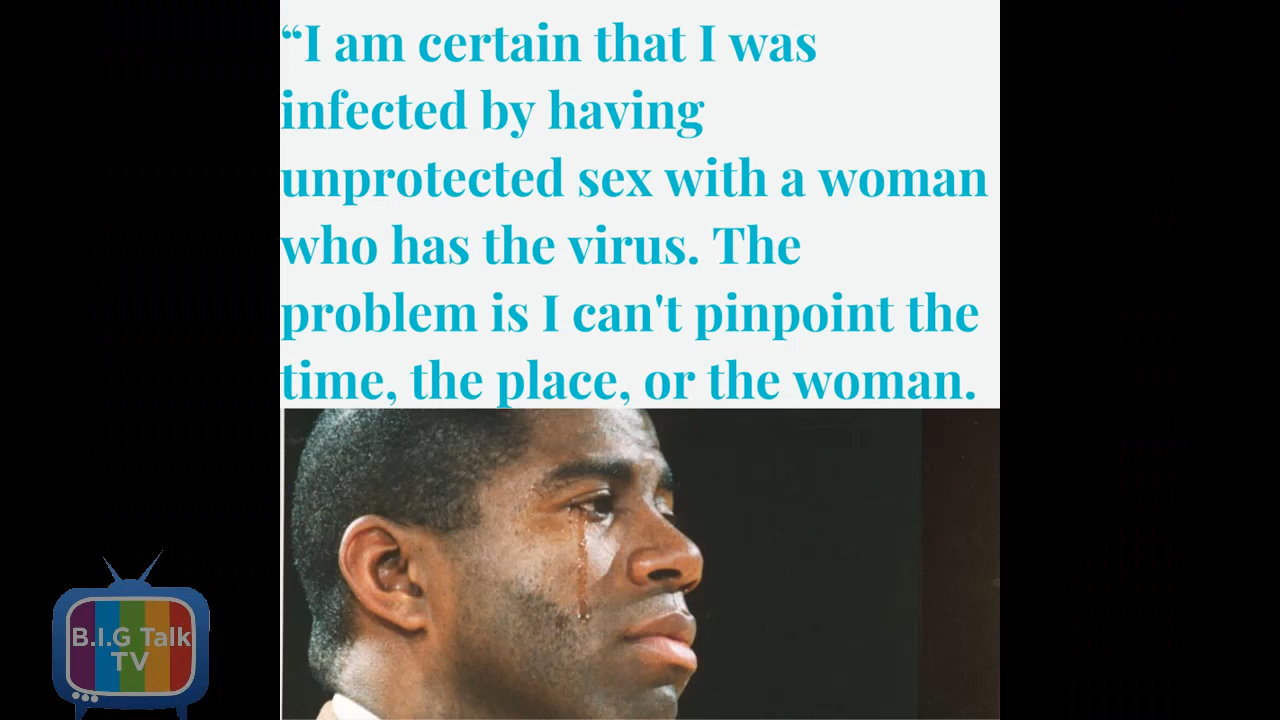 “I am certain that I was
infected by having
unprotected sex with a woman
who has the virus. The
problem is I can't pinpoint the
time, the place, or the woman.
B.I.G Talk
TV